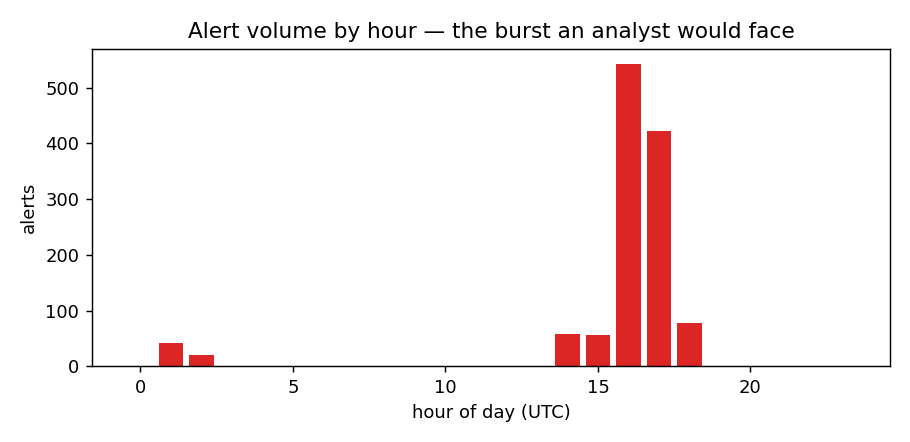 Alert volume by hour — the burst an analyst would face
500
400
300
200
100
0
alerts
0 5 10 15 20
hour of day (UTC)